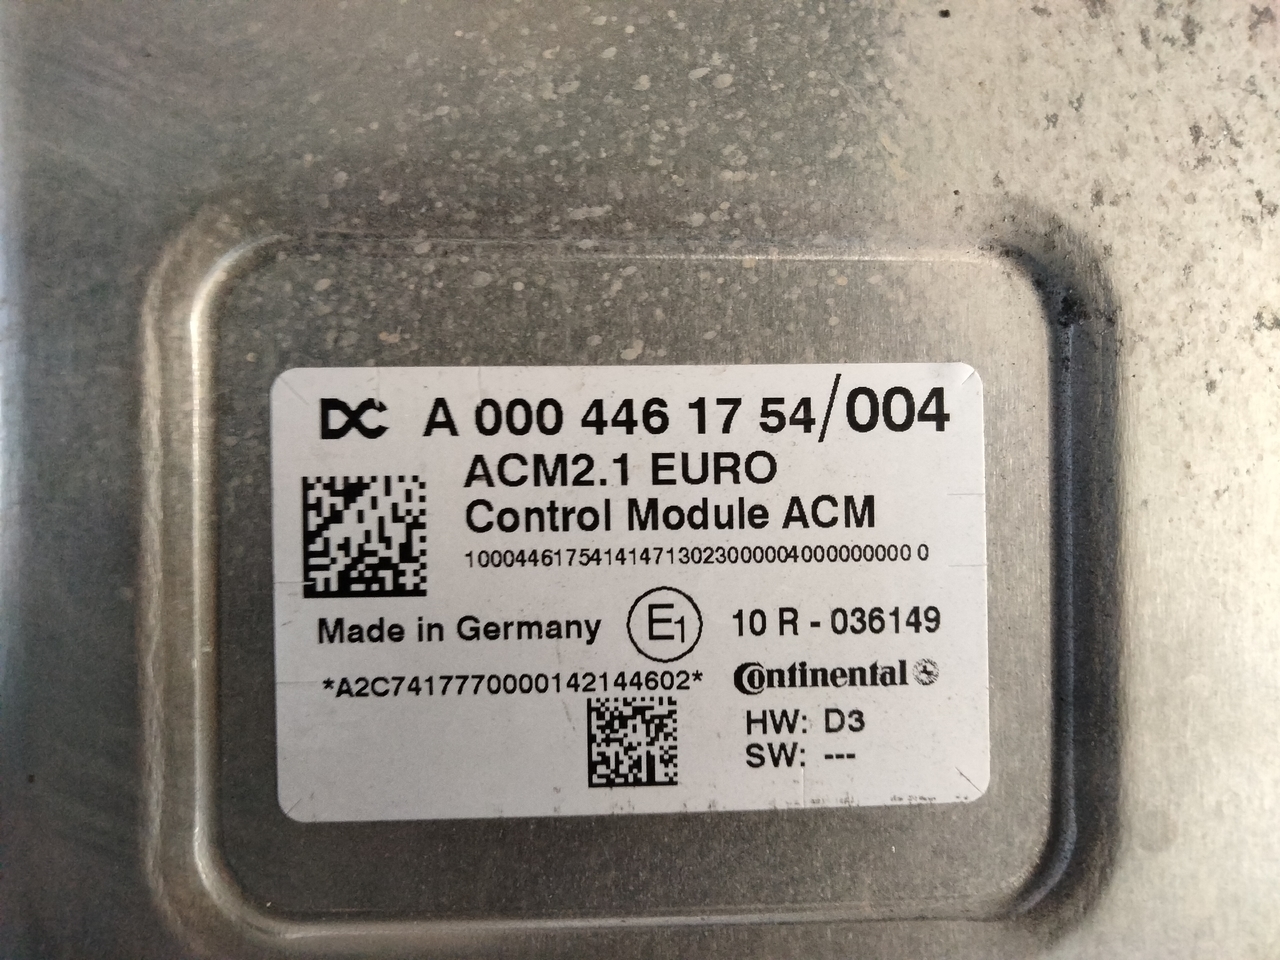 DC A 000 446 17 54/004
ACM2.1 EURO
Control Module ACM
10004461754141471302300000400000000 0
Made in Germany E1 10 R - 036149
*A2C7417770000142144602* Continental
HW: D3
SW: ---